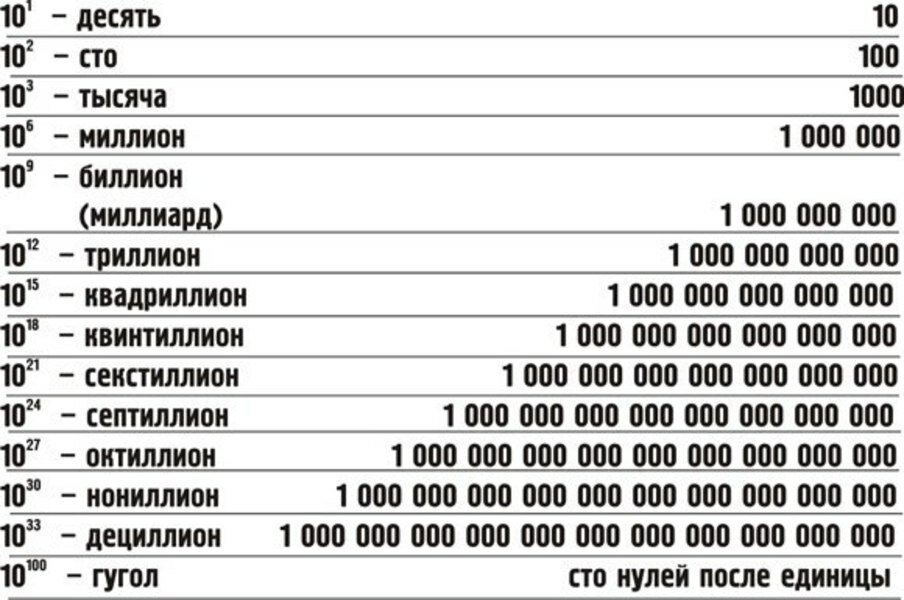 10¹ – десять 10
10² – сто 100
10³ – тысяча 1000
10⁶ – миллион 1 000 000
10⁹ – биллион
(миллиард) 1 000 000 000
10¹² – триллион 1 000 000 000 000
10¹⁵ – квадриллион 1 000 000 000 000 000
10¹⁸ – квинтиллион 1 000 000 000 000 000 000
10²¹ – секстиллион 1 000 000 000 000 000 000 000
10²⁴ – септиллион 1 000 000 000 000 000 000 000 000
10²⁷ – октиллион 1 000 000 000 000 000 000 000 000 000
10³⁰ – нониллион 1 000 000 000 000 000 000 000 000 000 000
10³³ – дециллион 1 000 000 000 000 000 000 000 000 000 000 000
10¹⁰⁰ – гугол сто нулей после единицы